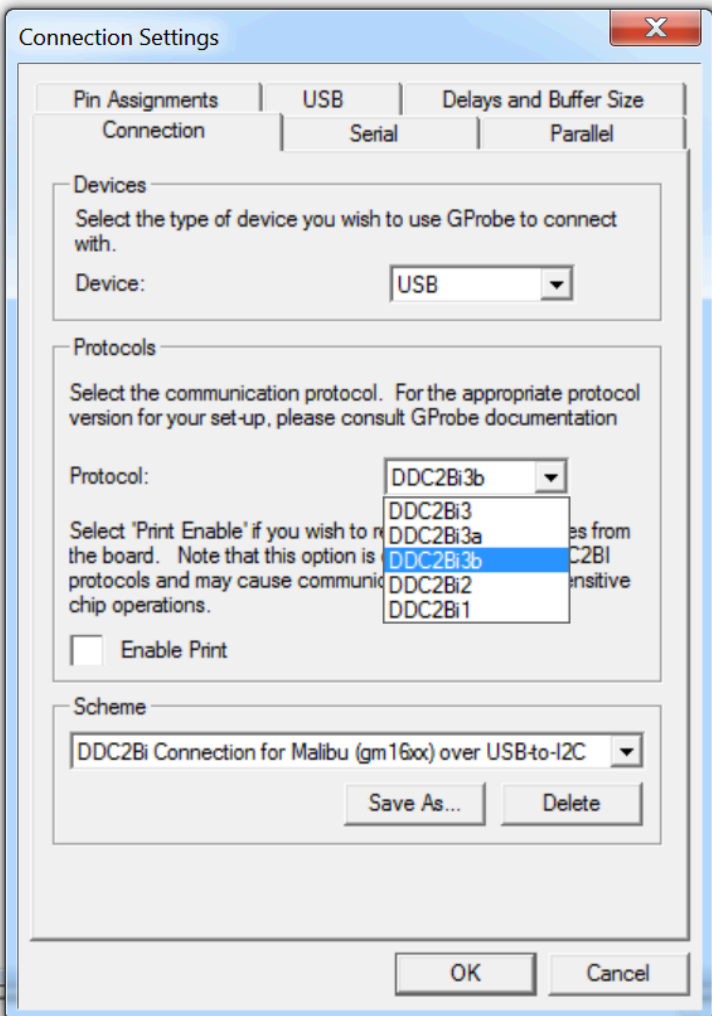 Connection Settings
Pin Assignments
USB
Delays and Buffer Size
Connection
Serial
Parallel
Devices
Select the type of device you wish to use GProbe to connect
with.
Device:
USB
Protocols
Select the communication protocol. For the appropriate protocol
version for your set-up, please consult GProbe documentation
Protocol:
DDC2Bi3b
DDC2Bi3
DDC2Bi3a
DDC2Bi3b
DDC2Bi2
DDC2Bi1
Select 'Print Enable' if you wish to es from
the board. Note that this option is C2BI
protocols and may cause
chip operations.
Enable Print
Scheme
DDC2Bi Connection for Malibu (gm16xx) over USB-to-I2C
Save As...
Delete
OK
Cancel